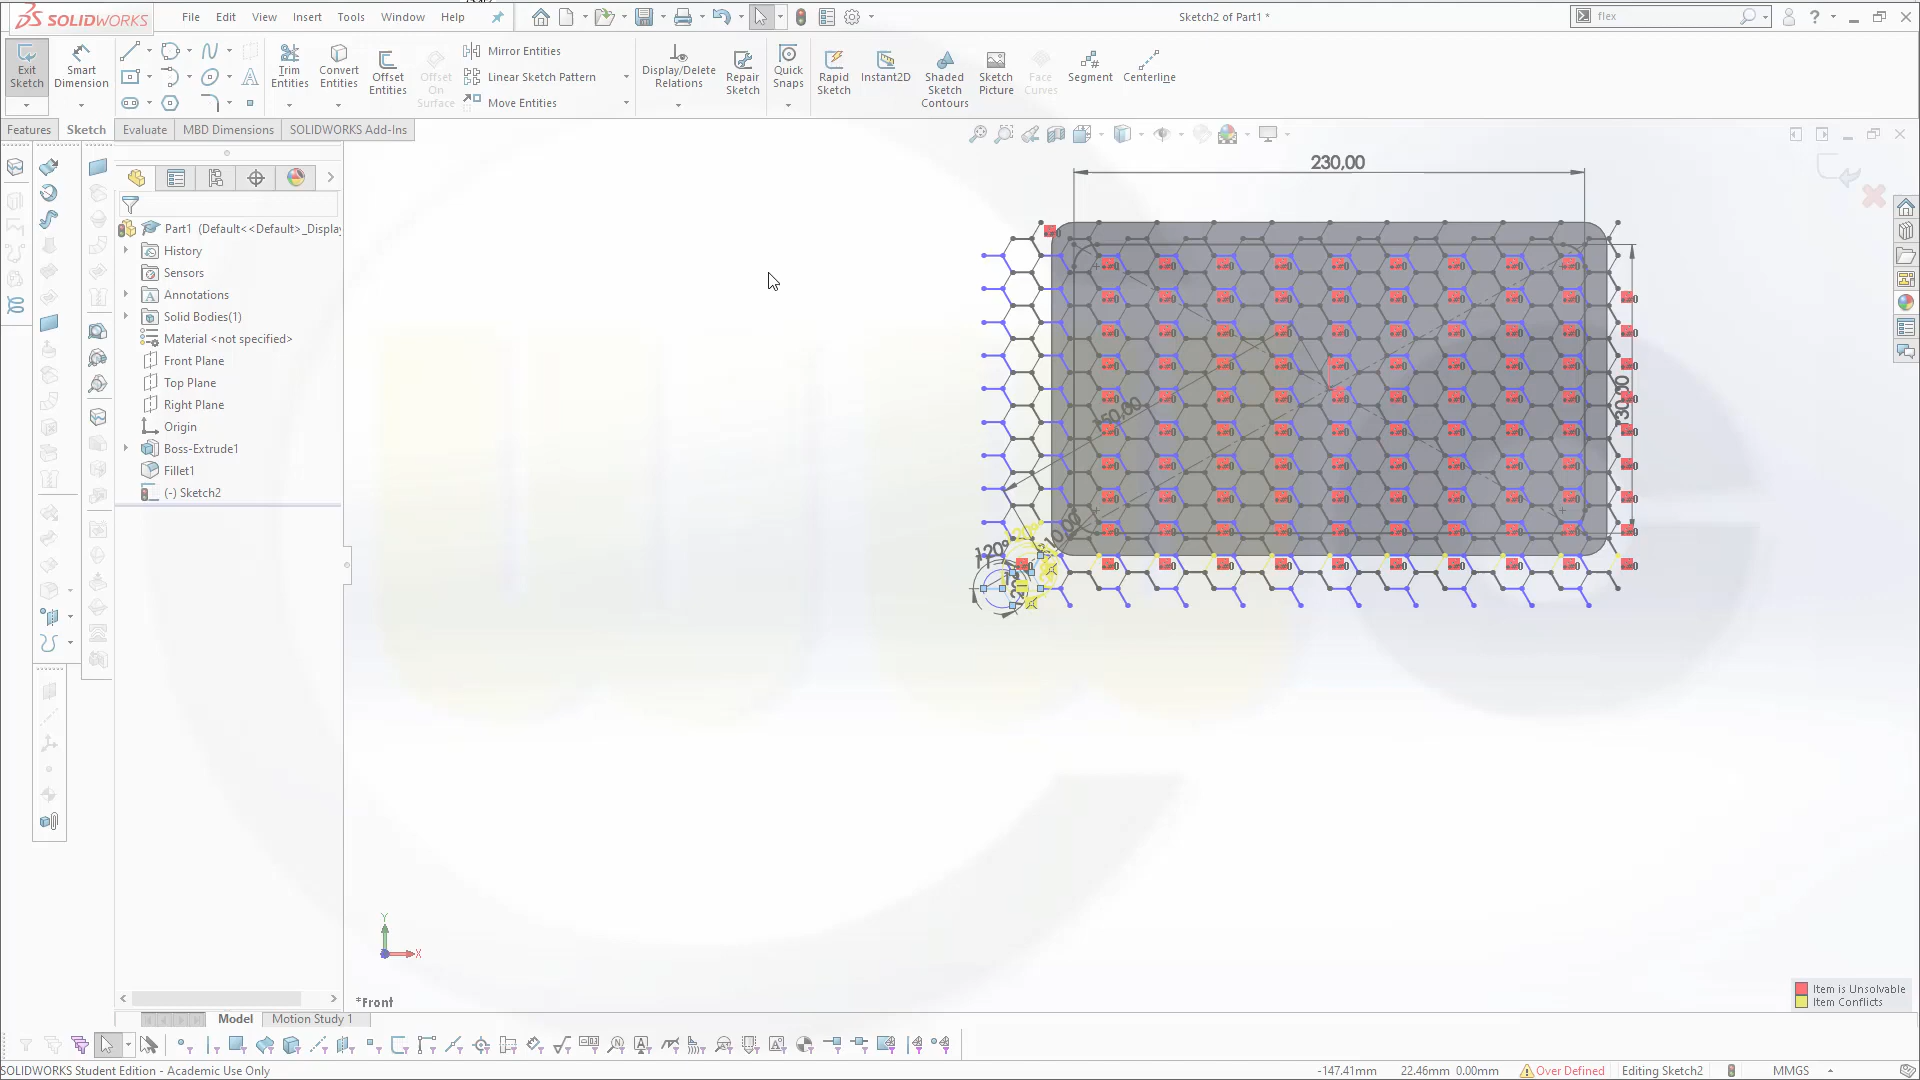 SOLIDWORKS
File Edit View Insert Tools Window Help
Sketch2 of Part1 *
flex
Exit Sketch
Smart Dimension
Trim Entities
Convert Entities
Offset Entities
Offset On Surface
Mirror Entities
Linear Sketch Pattern
Move Entities
Display/Delete Relations
Repair Sketch
Quick Snaps
Rapid Sketch
Instant2D
Shaded Sketch Contours
Sketch Picture
Face Curves
Segment
Centerline
Features Sketch Evaluate MBD Dimensions SOLIDWORKS Add-Ins
230,00
Part1 (Default<<Default>_Display
History
Sensors
Annotations
Solid Bodies(1)
Material <not specified>
Front Plane
Top Plane
Right Plane
Origin
Boss-Extrude1
Fillet1
(-) Sketch2
120°
Y
X
*Front
Item is Unsolvable
Item Conflicts
Model Motion Study 1
SOLIDWORKS Student Edition - Academic Use Only
-147.41mm 22.46mm 0.00mm Over Defined Editing Sketch2 MMGS